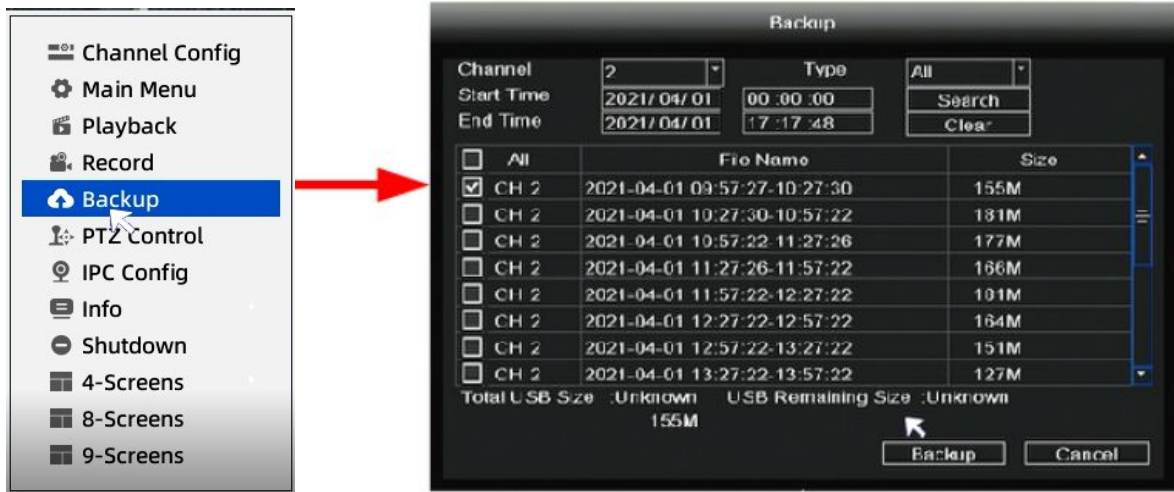 Channel Config
Main Menu
Playback
Record
Backup
PTZ Control
IPC Config
Info
Shutdown
4-Screens
8-Screens
9-Screens
Backup
Channel 2 Type All
Start Time 2021/04/01 00:00:00 Search
End Time 2021/04/01 17:17:48 Clear
All File Name Size
CH 2 2021-04-01 09:57:27-10:27:30 155M
CH 2 2021-04-01 10:27:30-10:57:22 181M
CH 2 2021-04-01 10:57:22-11:27:26 177M
CH 2 2021-04-01 11:27:26-11:57:22 166M
CH 2 2021-04-01 11:57:22-12:27:22 181M
CH 2 2021-04-01 12:27:22-12:57:22 164M
CH 2 2021-04-01 12:57:22-13:27:22 151M
CH 2 2021-04-01 13:27:22-13:57:22 127M
Total USB Size :Unknown USB Remaining Size :Unknown
155M
Backup Cancel